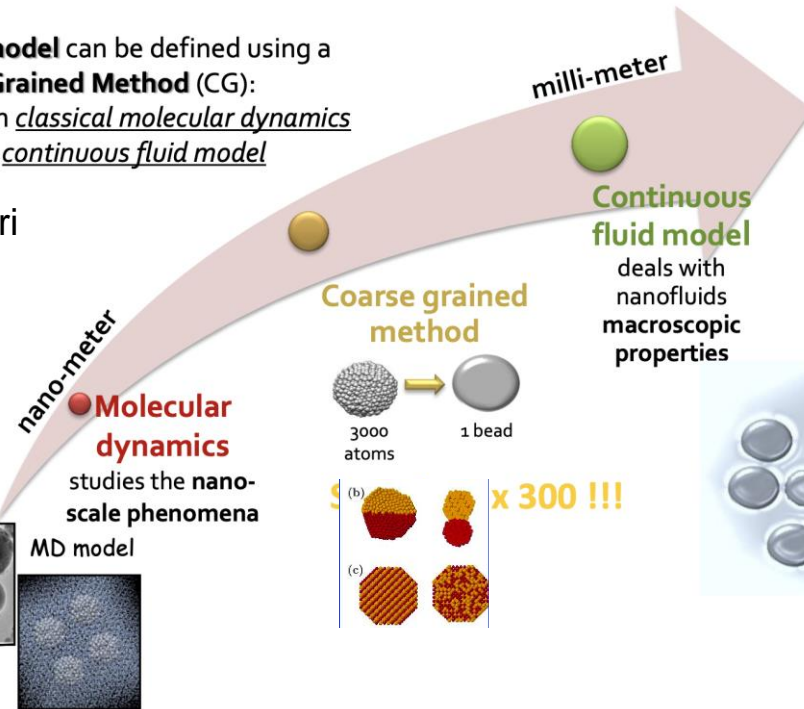 model can be defined using a
Grained Method (CG):
n classical molecular dynamics
continuous fluid model
ri
milli-meter
nano-meter
Continuous
fluid model
deals with
nanofluids
macroscopic
properties
Coarse grained
method
3000
atoms
1 bead
Molecular
dynamics
studies the nano-
scale phenomena
MD model
S
x 300 !!!
(b)
(c)